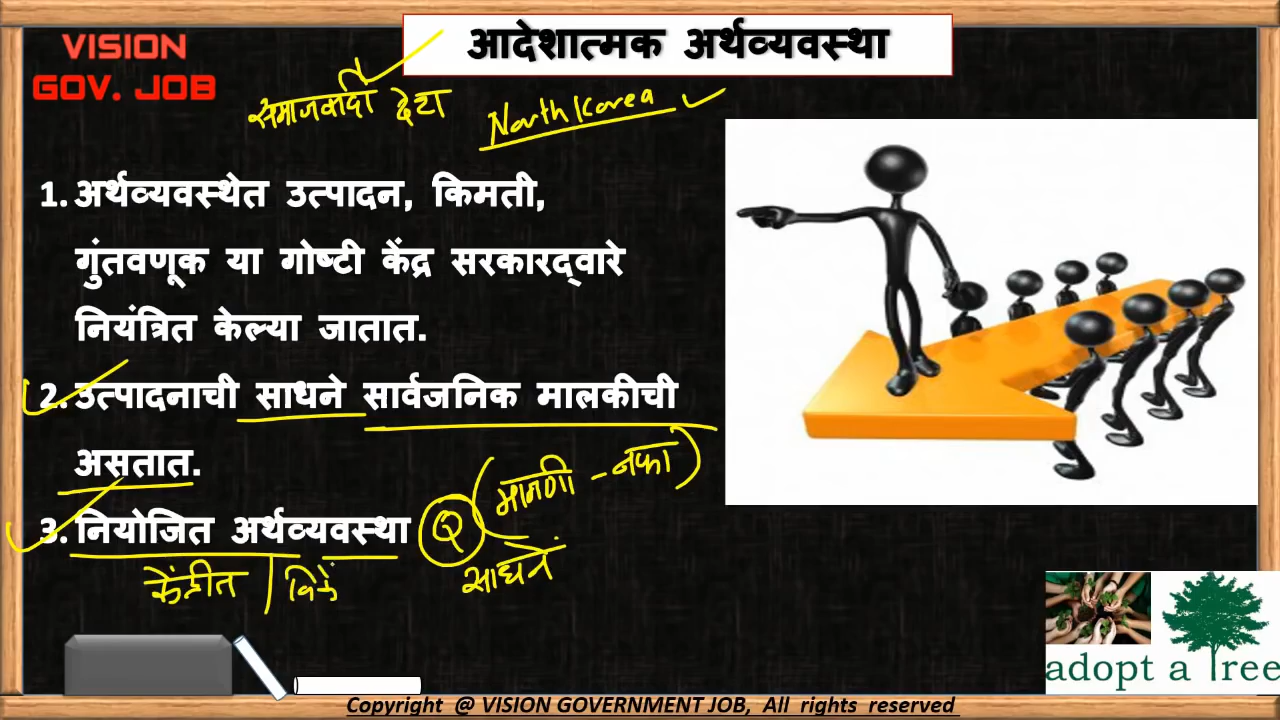 VISION
GOV. JOB
आदेशात्मक अर्थव्यवस्था
समाजवादी देश
North Korea
1. अर्थव्यवस्थेत उत्पादन, किमती,
गुंतवणूक या गोष्टी केंद्र सरकारद्वारे
नियंत्रित केल्या जातात.
2. उत्पादनाची साधने सार्वजनिक मालकीची
असतात.
(मागणी - नफा)
3. नियोजित अर्थव्यवस्था
साधने
केंद्रीत | विकें
adopt a Tree
Copyright @ VISION GOVERNMENT JOB, All rights reserved